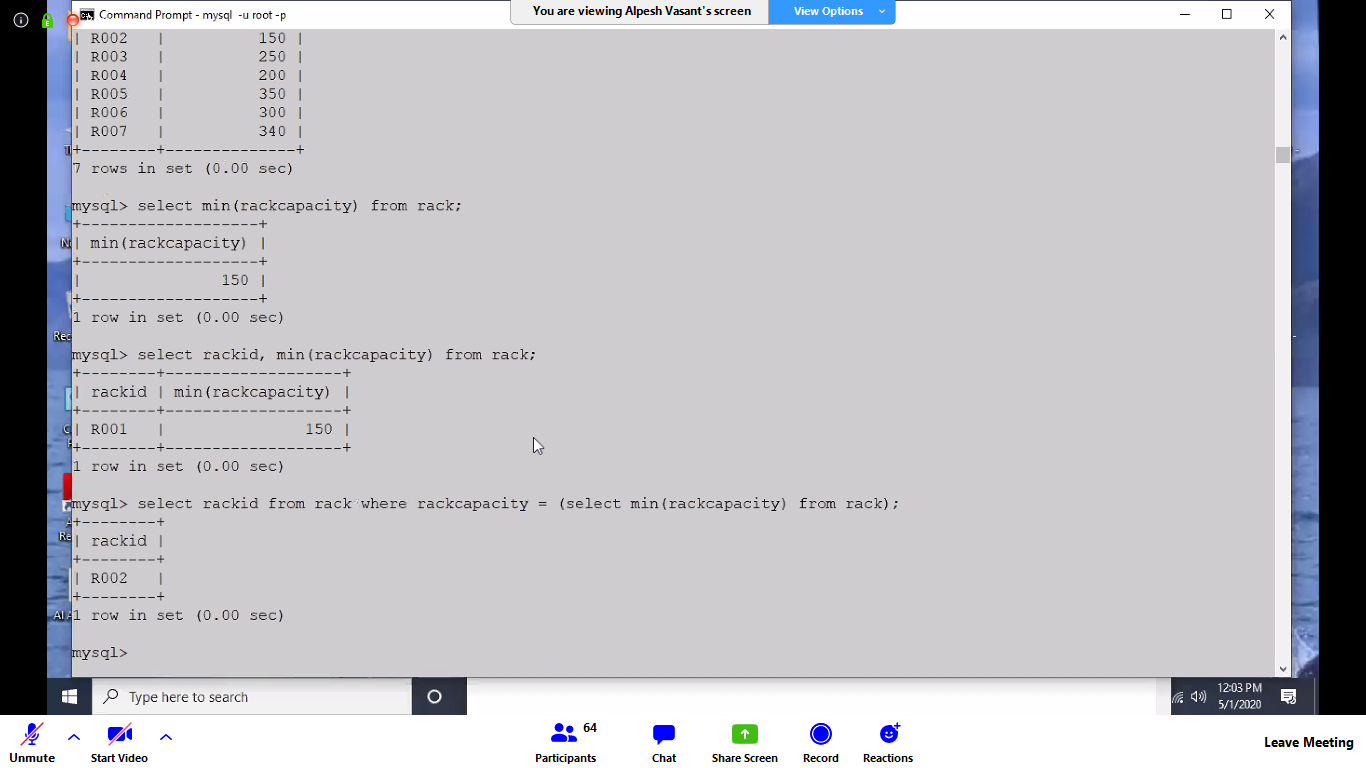 Command Prompt - mysql -u root -p
You are viewing Alpesh Vasant's screen
View Options
| R002 | 150 |
| R003 | 250 |
| R004 | 200 |
| R005 | 350 |
| R006 | 300 |
| R007 | 340 |
+--------+--------------+
7 rows in set (0.00 sec)
mysql> select min(rackcapacity) from rack;
+-------------------+
| min(rackcapacity) |
+-------------------+
| 150 |
+-------------------+
1 row in set (0.00 sec)
mysql> select rackid, min(rackcapacity) from rack;
+--------+-------------------+
| rackid | min(rackcapacity) |
+--------+-------------------+
| R001 | 150 |
+--------+-------------------+
1 row in set (0.00 sec)
mysql> select rackid from rack where rackcapacity = (select min(rackcapacity) from rack);
+--------+
| rackid |
+--------+
| R002 |
+--------+
1 row in set (0.00 sec)
mysql>
Type here to search
12:03 PM
5/1/2020
64
Unmute
Start Video
Participants
Chat
Share Screen
Record
Reactions
Leave Meeting